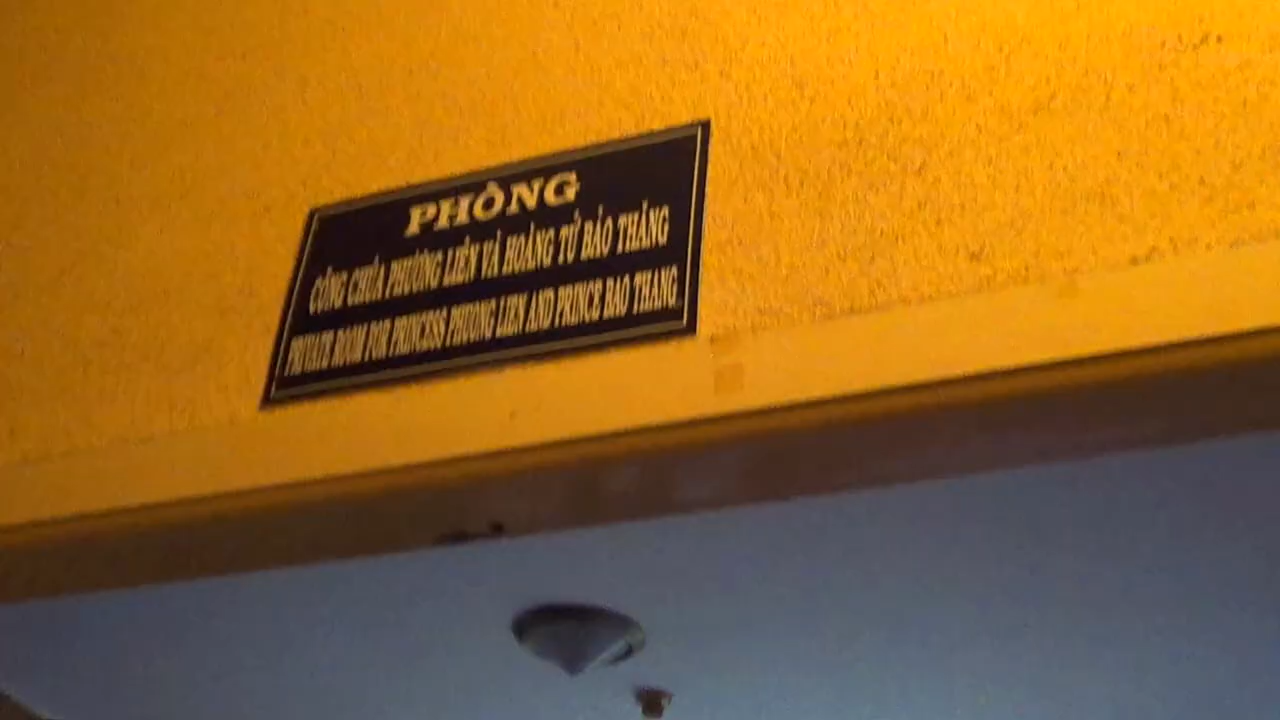 PHÒNG
CÔNG CHÚA PHƯƠNG LIÊN VÀ HOÀNG TỬ BẢO THĂNG
PRIVATE ROOM FOR PRINCESS PHUONG LIEN AND PRINCE BAO THANG